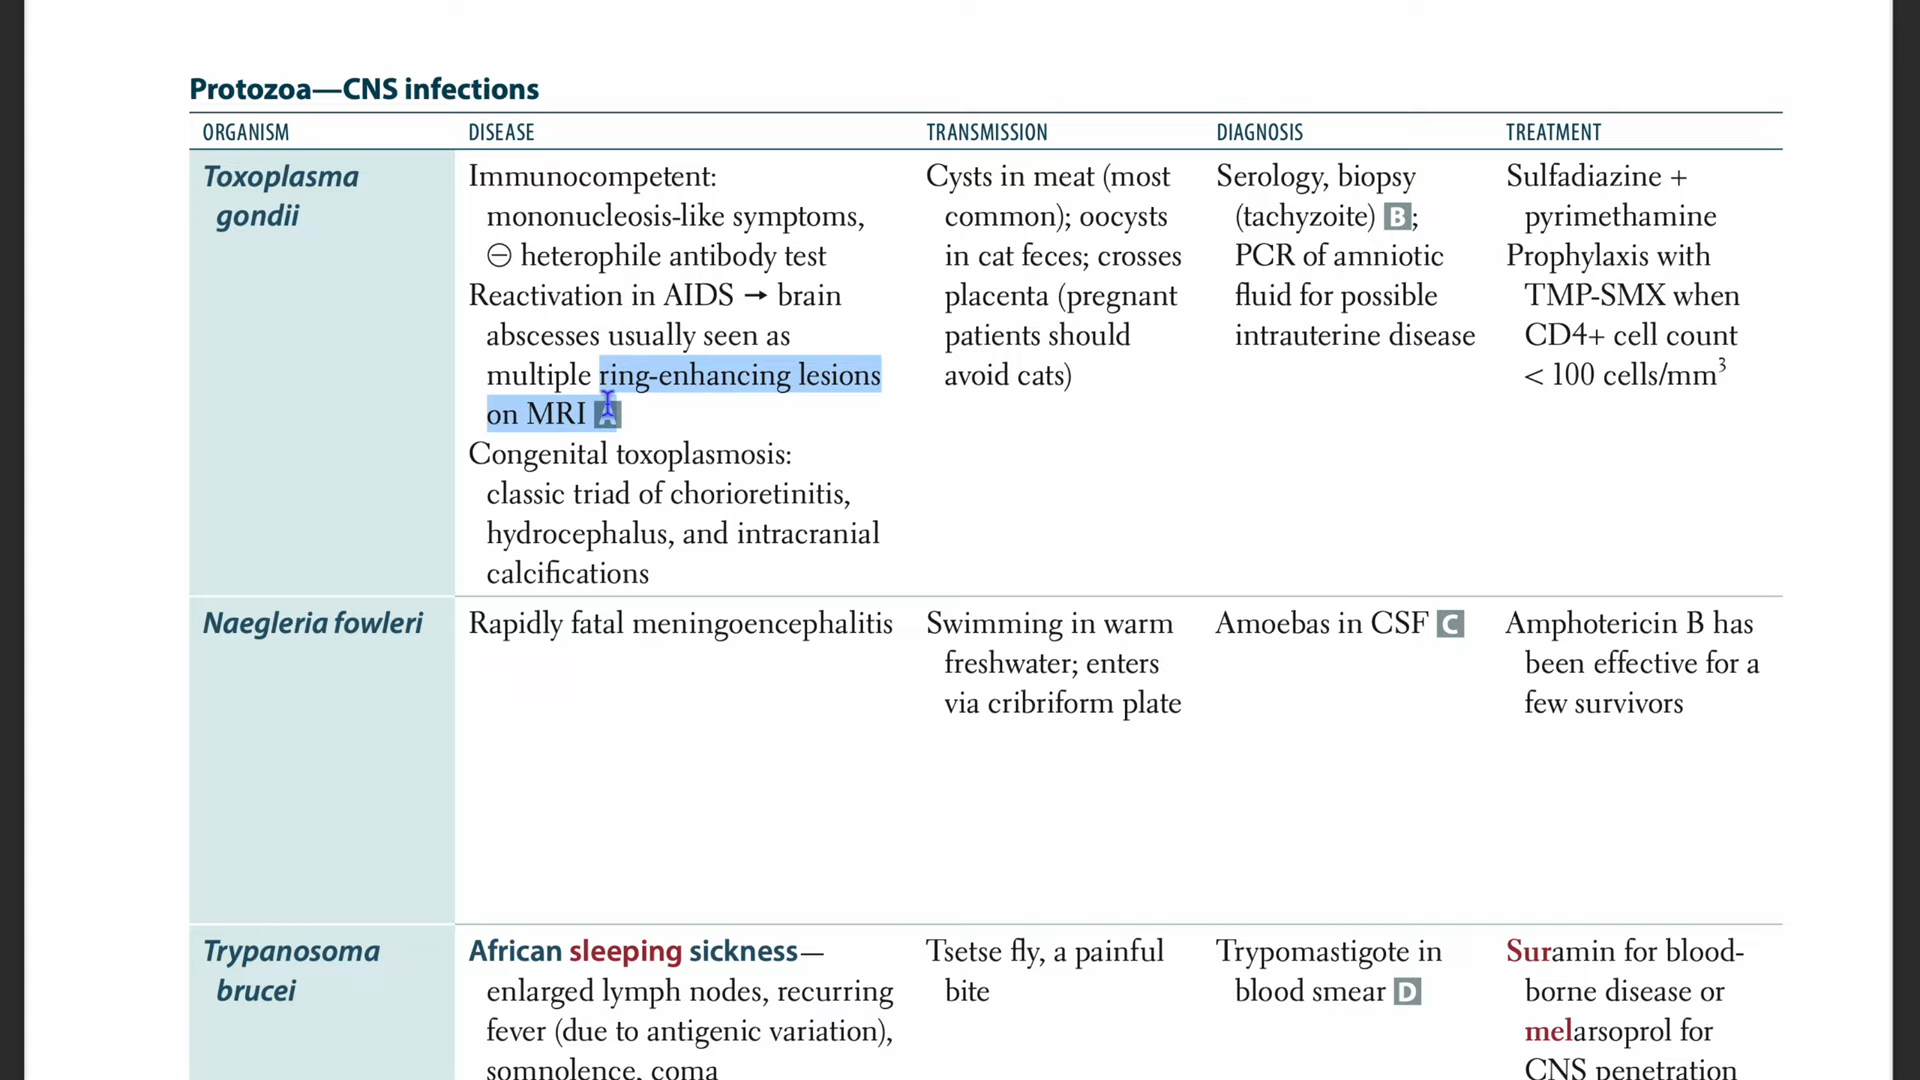 Protozoa—CNS infections
ORGANISM DISEASE TRANSMISSION DIAGNOSIS TREATMENT
Toxoplasma
gondii
Immunocompetent:
mononucleosis-like symptoms,
⊖ heterophile antibody test
Reactivation in AIDS → brain
abscesses usually seen as
multiple ring-enhancing lesions
on MRI A
Congenital toxoplasmosis:
classic triad of chorioretinitis,
hydrocephalus, and intracranial
calcifications
Cysts in meat (most
common); oocysts
in cat feces; crosses
placenta (pregnant
patients should
avoid cats)
Serology, biopsy
(tachyzoite) B;
PCR of amniotic
fluid for possible
intrauterine disease
Sulfadiazine +
pyrimethamine
Prophylaxis with
TMP-SMX when
CD4+ cell count
< 100 cells/mm³
Naegleria fowleri
Rapidly fatal meningoencephalitis
Swimming in warm
freshwater; enters
via cribriform plate
Amoebas in CSF C
Amphotericin B has
been effective for a
few survivors
Trypanosoma
brucei
African sleeping sickness—
enlarged lymph nodes, recurring
fever (due to antigenic variation),
somnolence, coma
Tsetse fly, a painful
bite
Trypomastigote in
blood smear D
Suramin for blood-
borne disease or
melarsoprol for
CNS penetration